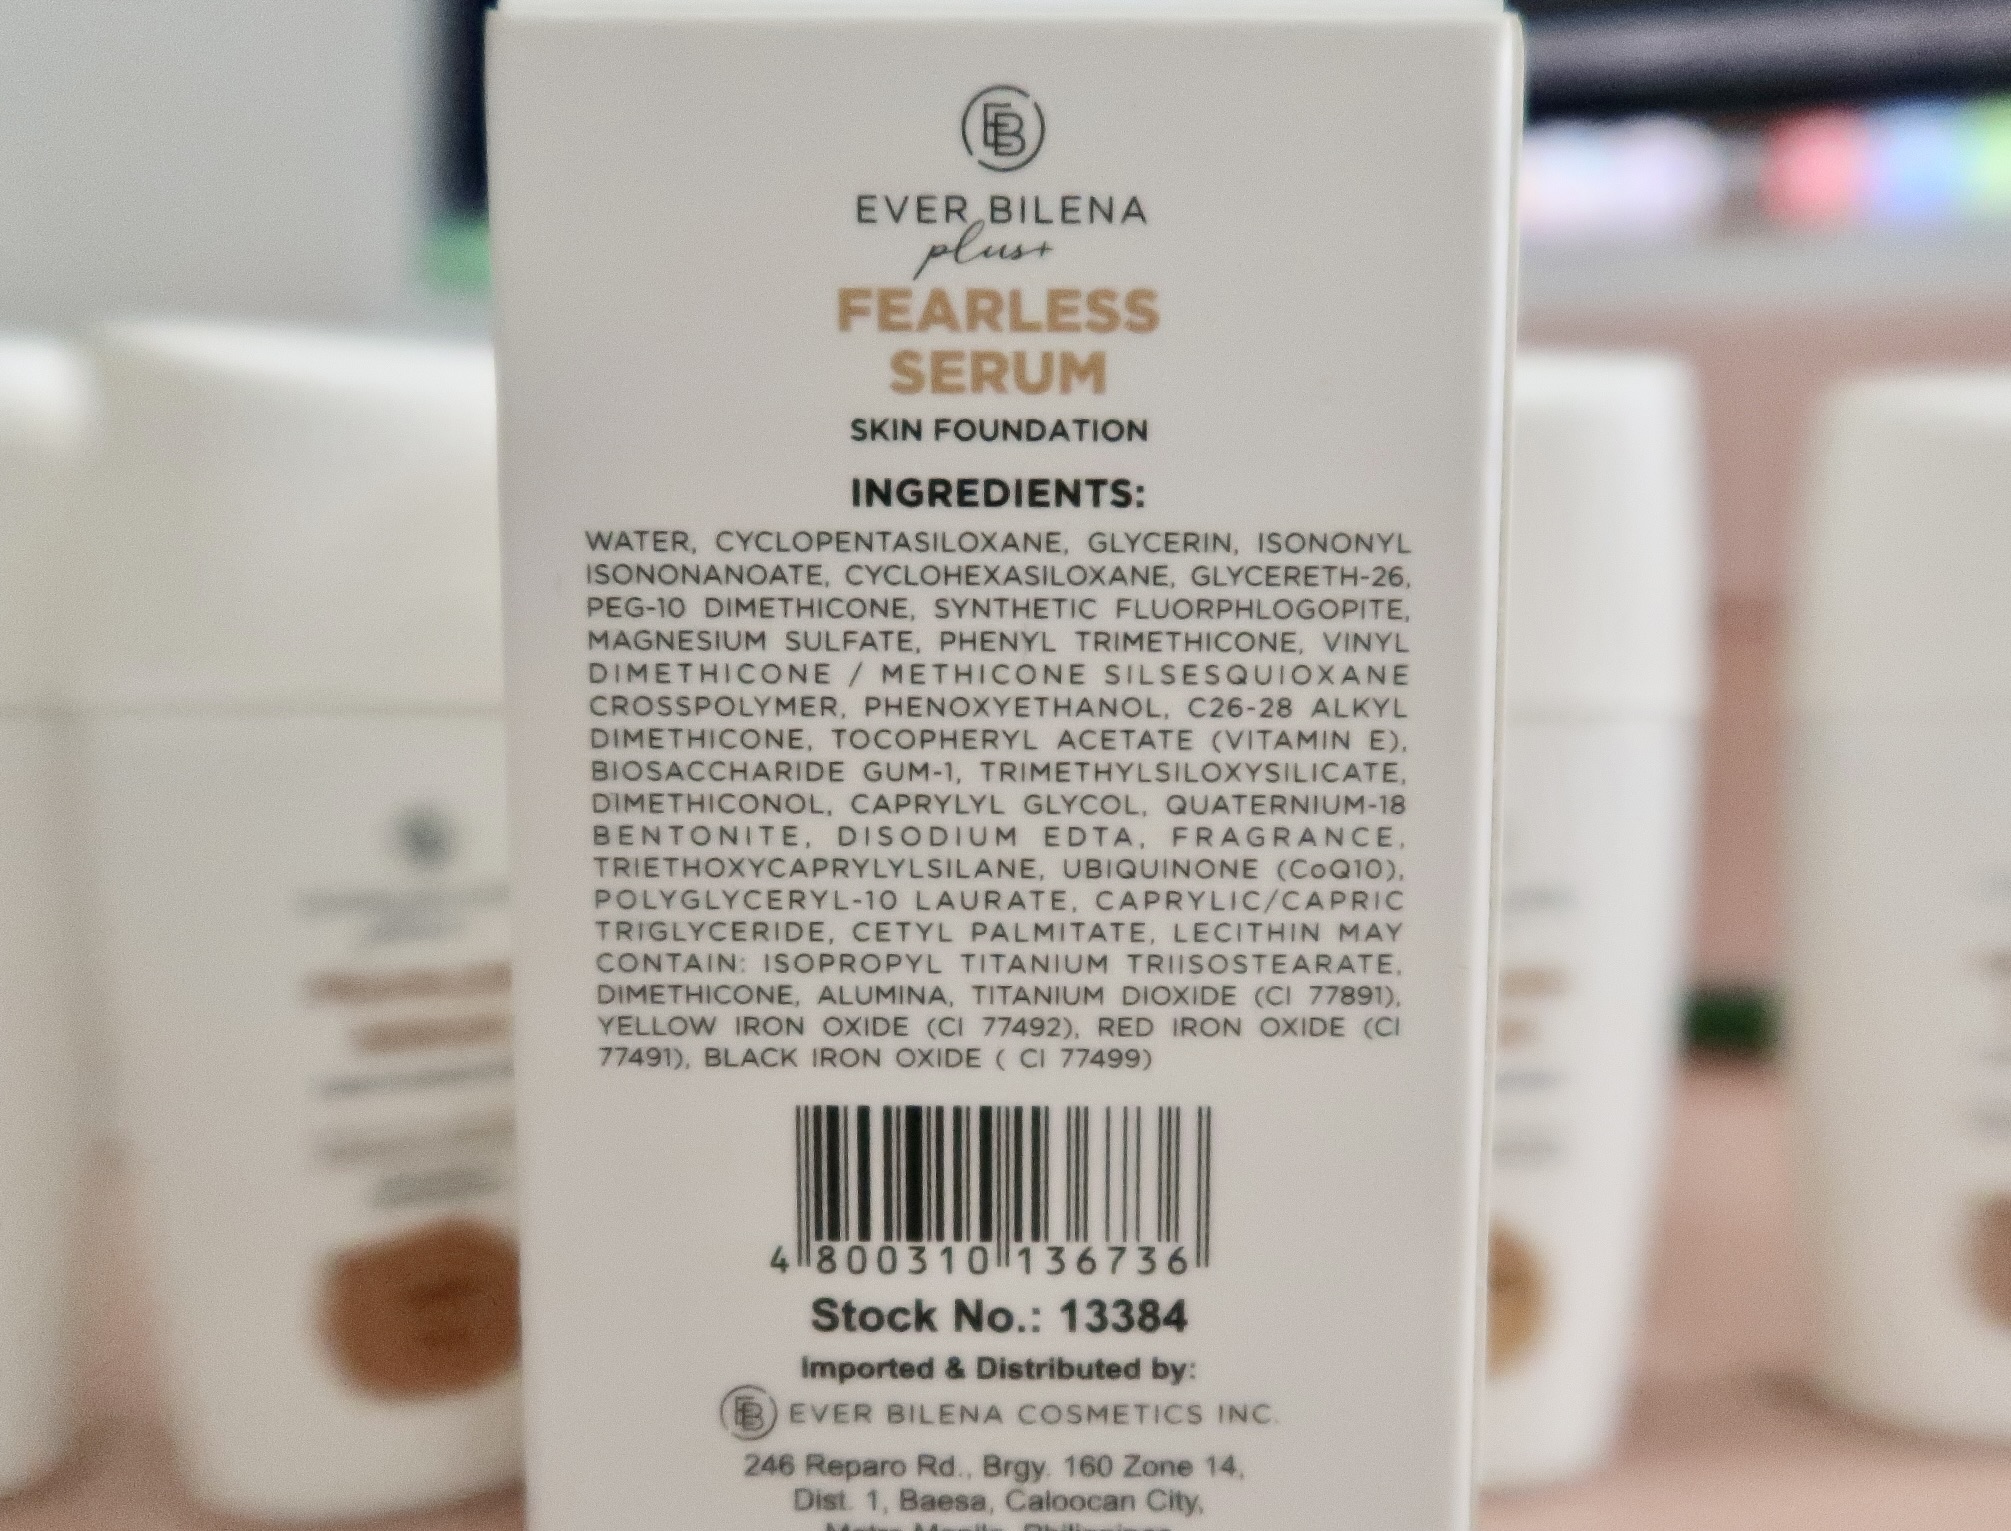 EB
EVER BILENA
plus+
FEARLESS
SERUM
SKIN FOUNDATION
INGREDIENTS:
WATER, CYCLOPENTASILOXANE, GLYCERIN, ISONONYL
ISONONANOATE, CYCLOHEXASILOXANE, GLYCERETH-26,
PEG-10 DIMETHICONE, SYNTHETIC FLUORPHLOGOPITE,
MAGNESIUM SULFATE, PHENYL TRIMETHICONE, VINYL
DIMETHICONE / METHICONE SILSESQUIOXANE
CROSSPOLYMER, PHENOXYETHANOL, C26-28 ALKYL
DIMETHICONE, TOCOPHERYL ACETATE (VITAMIN E),
BIOSACCHARIDE GUM-1, TRIMETHYLSILOXYSILICATE,
DIMETHICONOL, CAPRYLYL GLYCOL, QUATERNIUM-18
BENTONITE, DISODIUM EDTA, FRAGRANCE,
TRIETHOXYCAPRYLYLSILANE, UBIQUINONE (CoQ10),
POLYGLYCERYL-10 LAURATE, CAPRYLIC/CAPRIC
TRIGLYCERIDE, CETYL PALMITATE, LECITHIN MAY
CONTAIN: ISOPROPYL TITANIUM TRIISOSTEARATE,
DIMETHICONE, ALUMINA, TITANIUM DIOXIDE (CI 77891),
YELLOW IRON OXIDE (CI 77492), RED IRON OXIDE (CI
77491), BLACK IRON OXIDE ( CI 77499)
4 800310 136736
Stock No.: 13384
Imported & Distributed by:
EB EVER BILENA COSMETICS INC.
246 Reparo Rd., Brgy. 160 Zone 14,
Dist. 1, Baesa, Caloocan City,